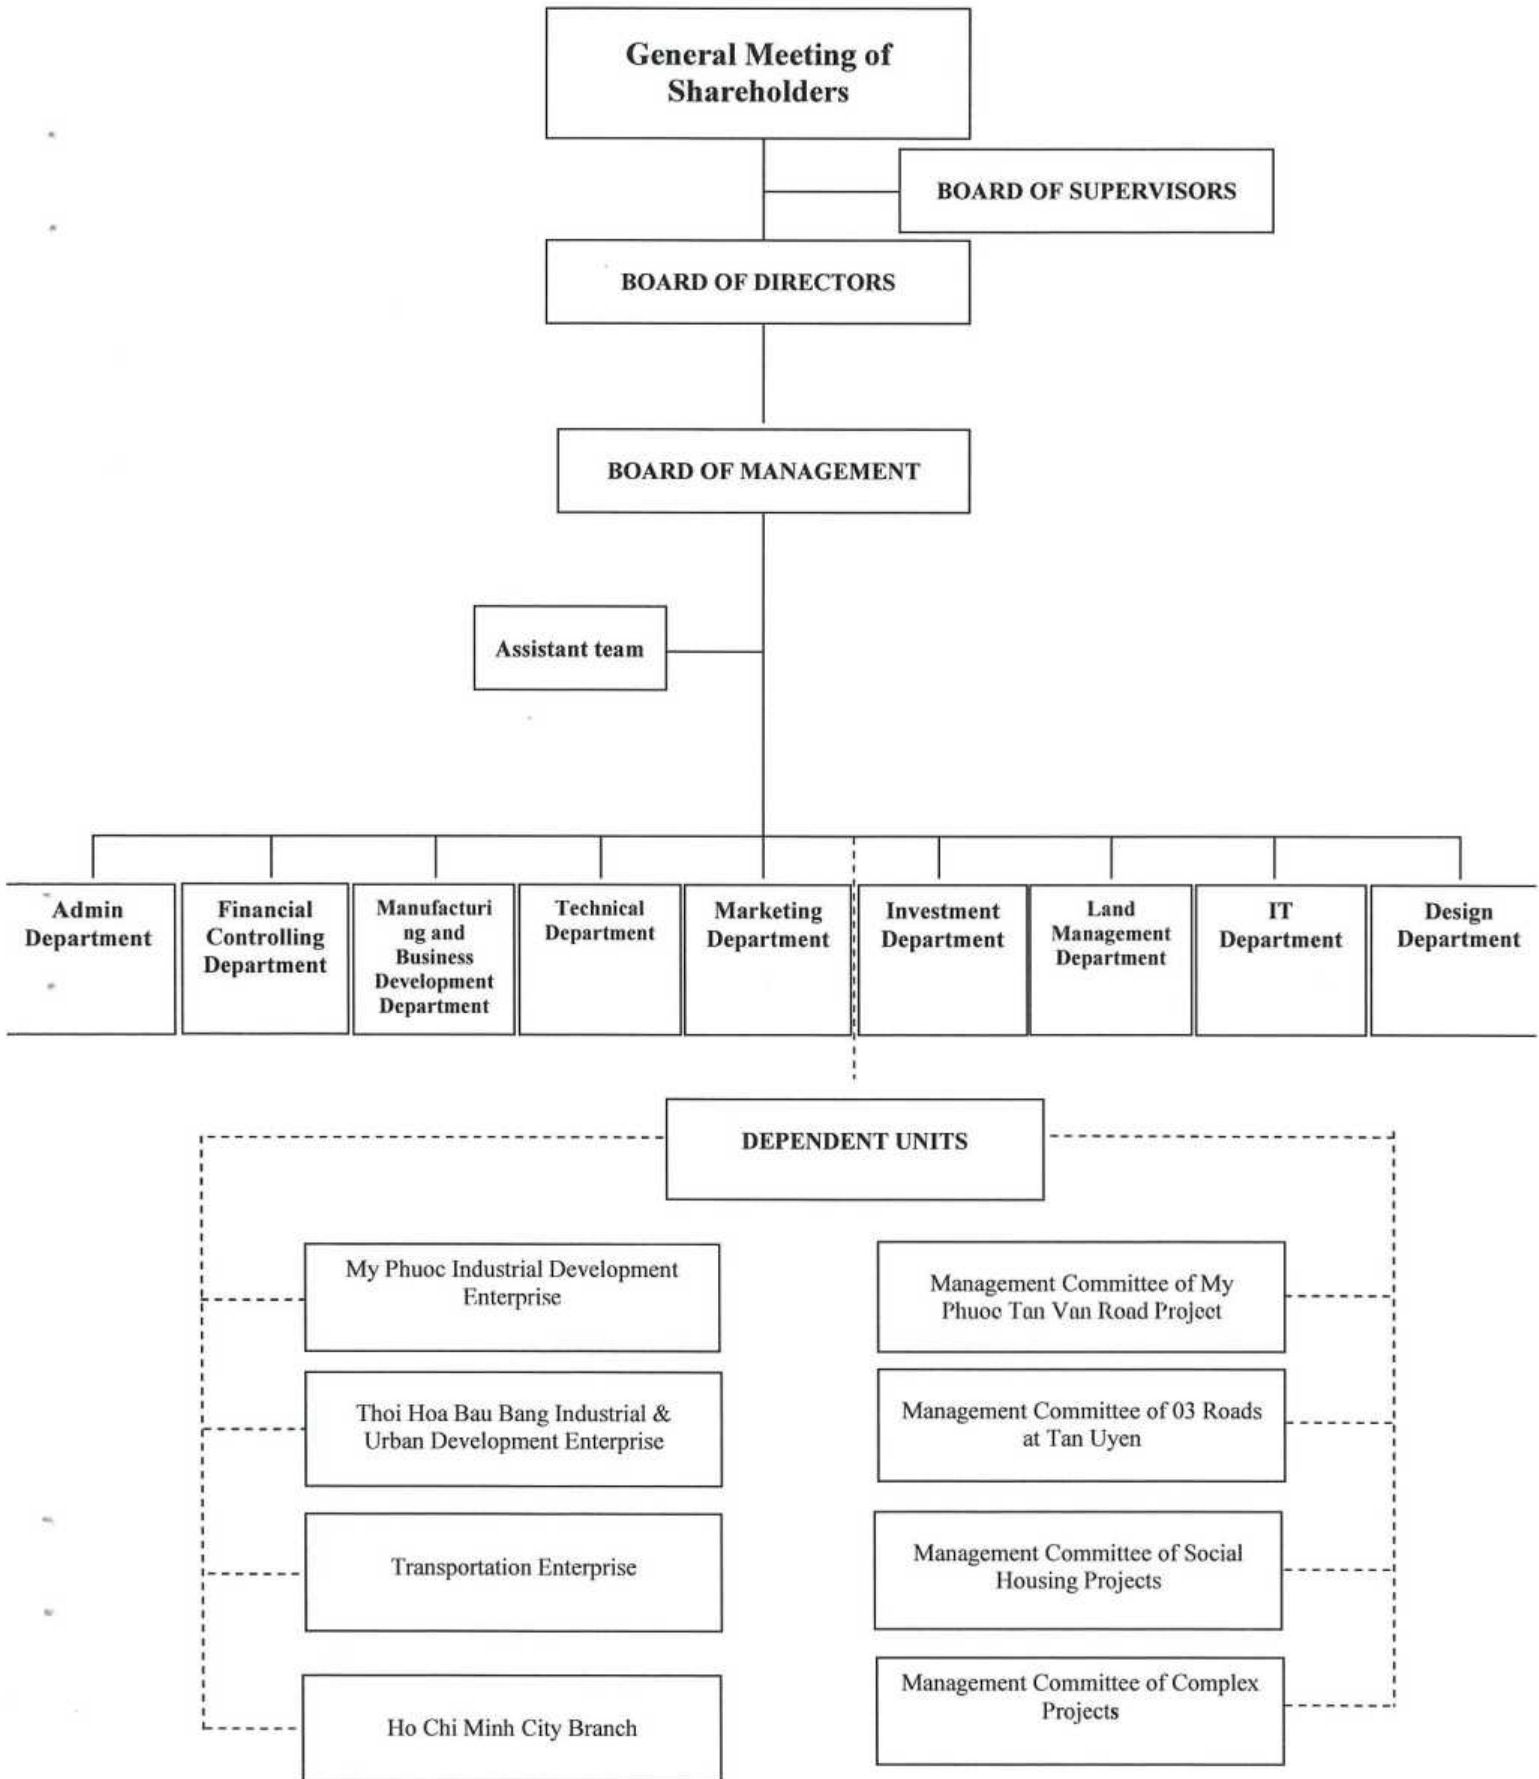 General Meeting of
Shareholders
BOARD OF SUPERVISORS
BOARD OF DIRECTORS
BOARD OF MANAGEMENT
Assistant team
Admin
Department
Financial
Controlling
Department
Manufacturi
ng and
Business
Development
Department
Technical
Department
Marketing
Department
Investment
Department
Land
Management
Department
IT
Department
Design
Department
DEPENDENT UNITS
My Phuoc Industrial Development
Enterprise
Management Committee of My
Phuoc Tan Van Road Project
Thoi Hoa Bau Bang Industrial &
Urban Development Enterprise
Management Committee of 03 Roads
at Tan Uyen
Transportation Enterprise
Management Committee of Social
Housing Projects
Ho Chi Minh City Branch
Management Committee of Complex
Projects